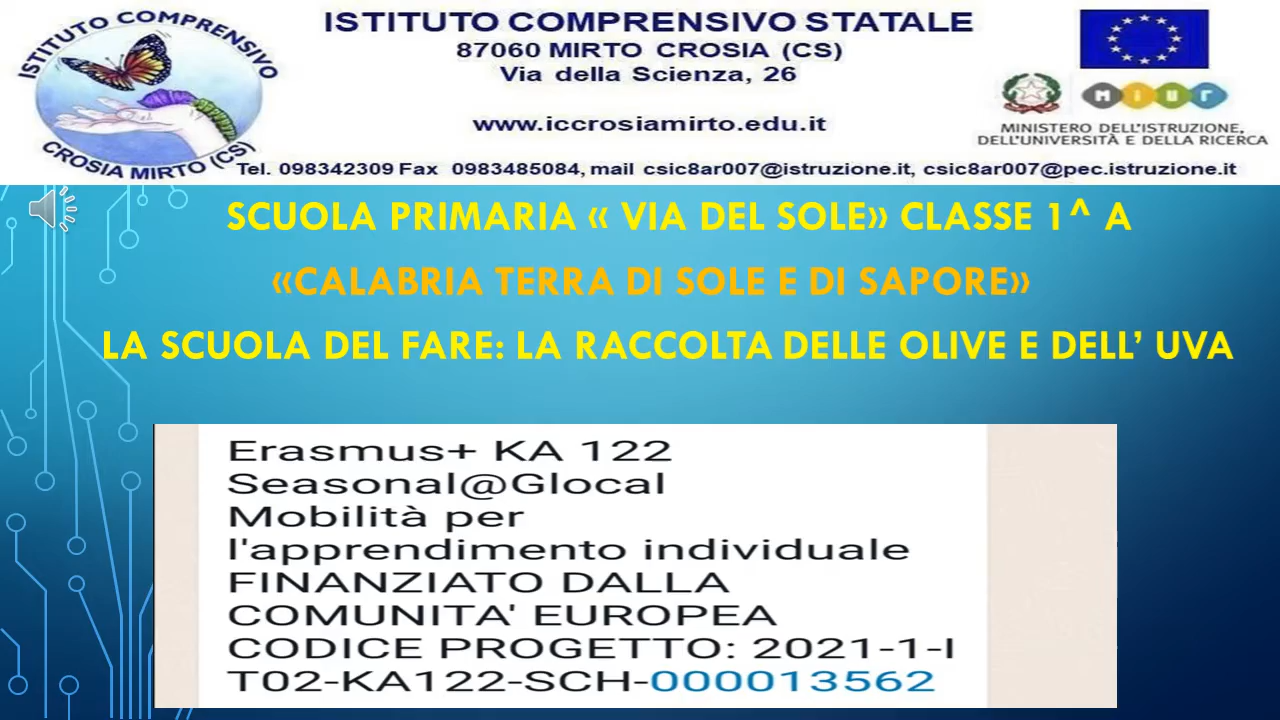 ISTITUTO COMPRENSIVO
CROSIA MIRTO (CS)
ISTITUTO COMPRENSIVO STATALE
87060 MIRTO CROSIA (CS)
Via della Scienza, 26
www.iccrosiamirto.edu.it
MIUR
MINISTERO DELL'ISTRUZIONE,
DELL'UNIVERSITÀ E DELLA RICERCA
Tel. 098342309 Fax 0983485084, mail csic8ar007@istruzione.it, csic8ar007@pec.istruzione.it
SCUOLA PRIMARIA « VIA DEL SOLE» CLASSE 1^ A
«CALABRIA TERRA DI SOLE E DI SAPORE»
LA SCUOLA DEL FARE: LA RACCOLTA DELLE OLIVE E DELL' UVA
Erasmus+ KA 122
Seasonal@Glocal
Mobilità per
l'apprendimento individuale
FINANZIATO DALLA
COMUNITA' EUROPEA
CODICE PROGETTO: 2021-1-I
T02-KA122-SCH-000013562